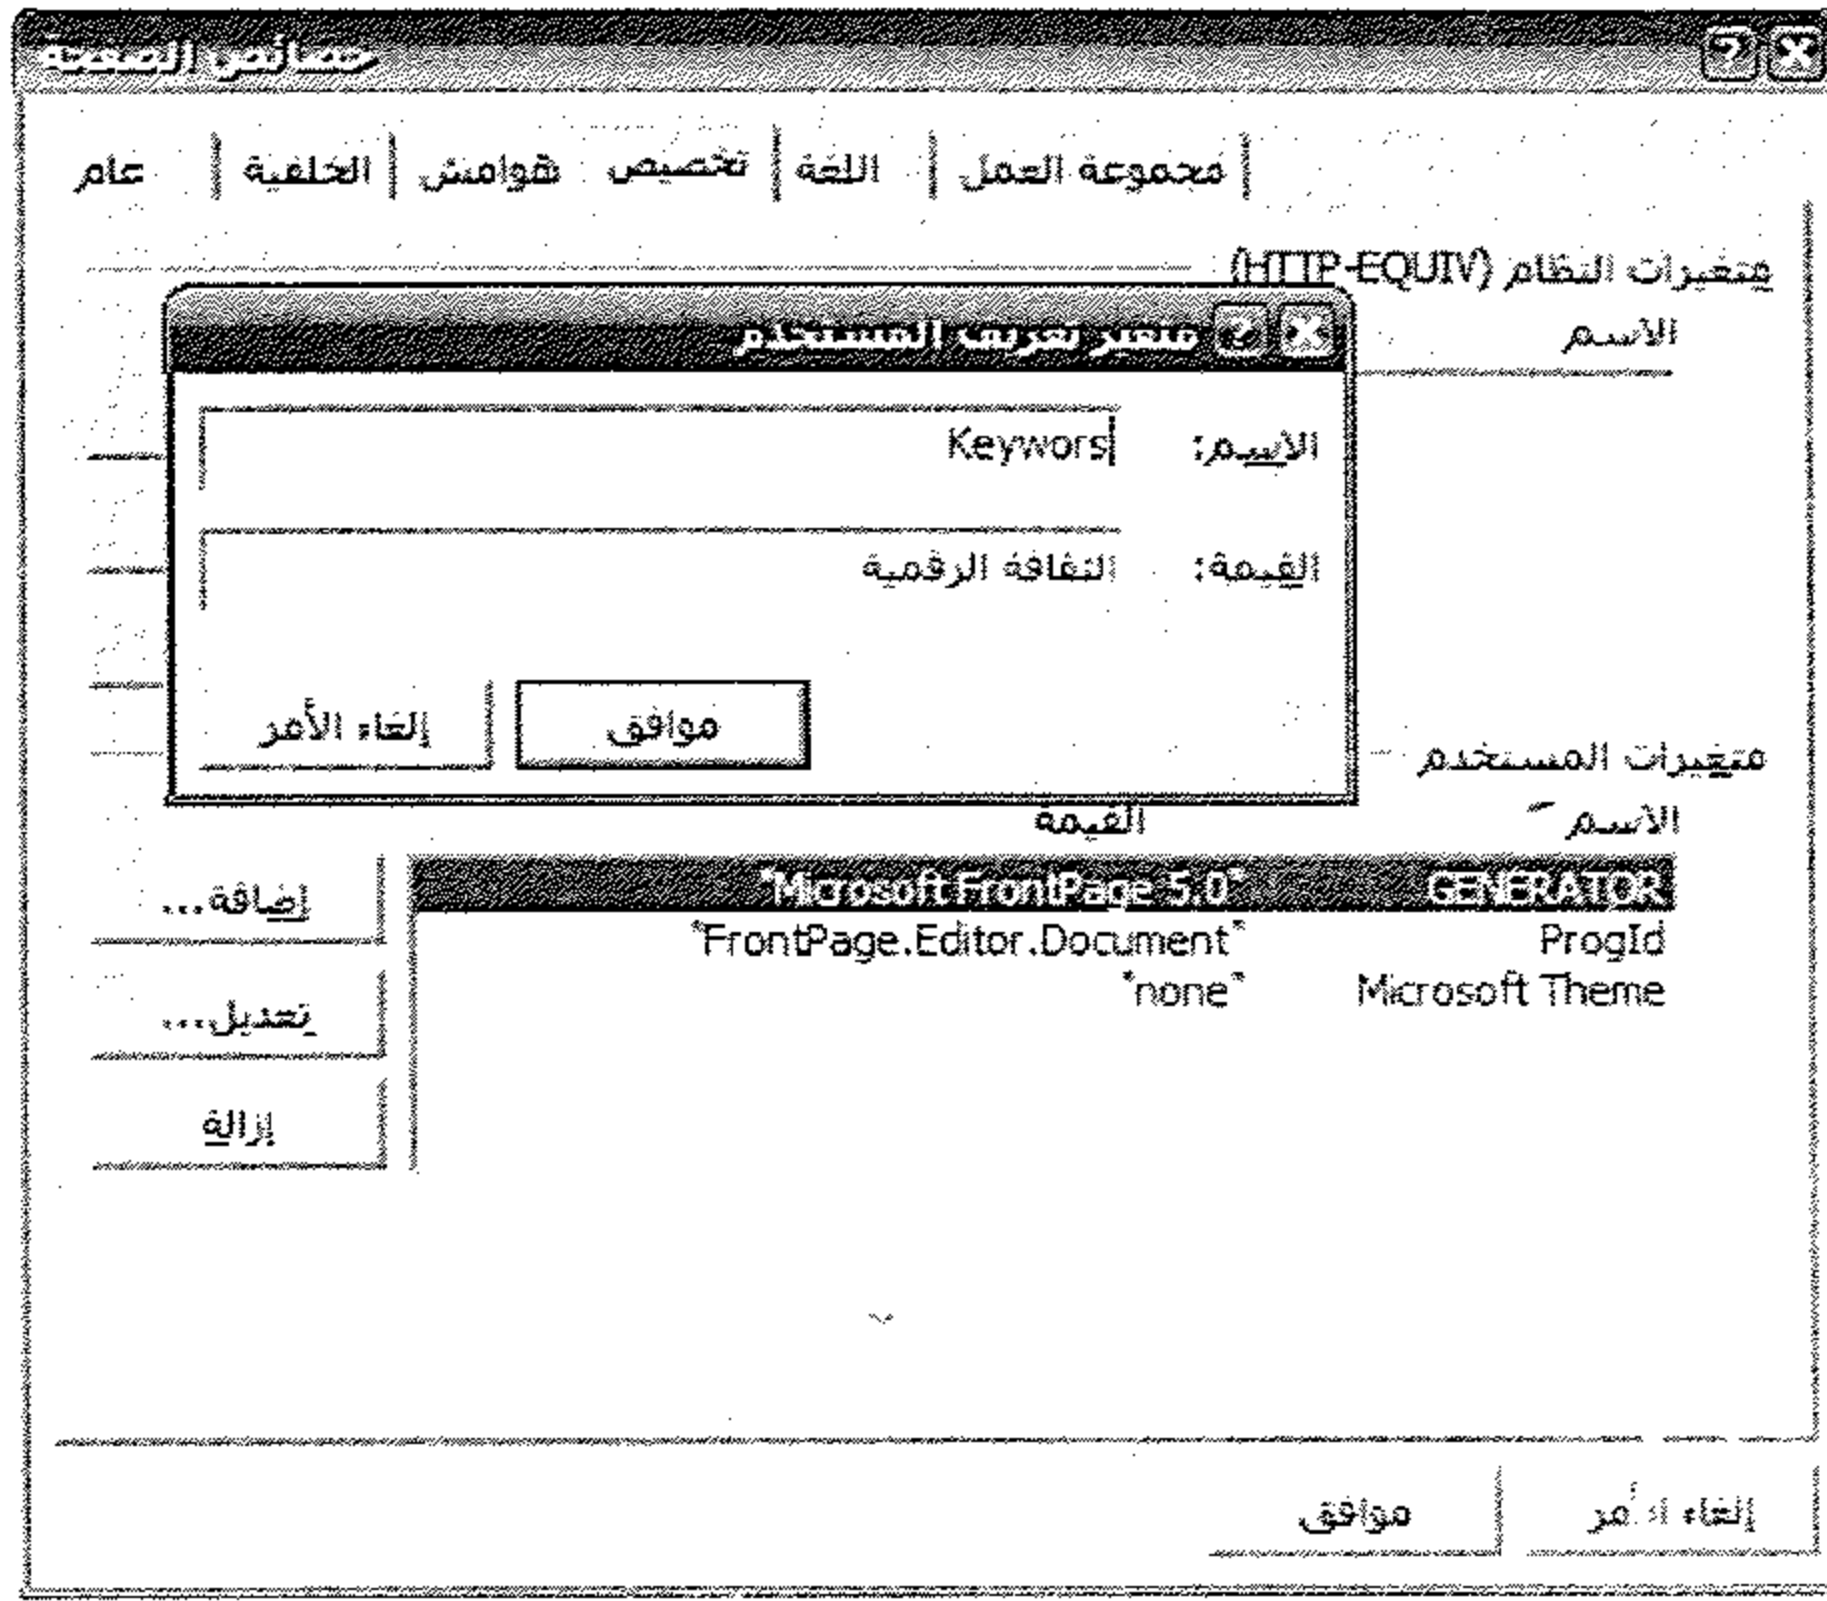 خصائص الصفحة
عام | الخلفية | هوامش | تخصيص | اللغة | مجموعة العمل
متغيرات النظام (HTTP-EQUIV)
الاسم
متغير تعريف المستخدم
الاسم: Keywors
القيمة: الثقافة الرقمية
موافق إلغاء الأمر
متغيرات المستخدم
الاسم القيمة
GENERATOR "Microsoft FrontPage 5.0"
ProgId "FrontPage.Editor.Document"
Microsoft Theme "none"
إضافة...
تعديل...
إزالة
إلغاء الأمر موافق